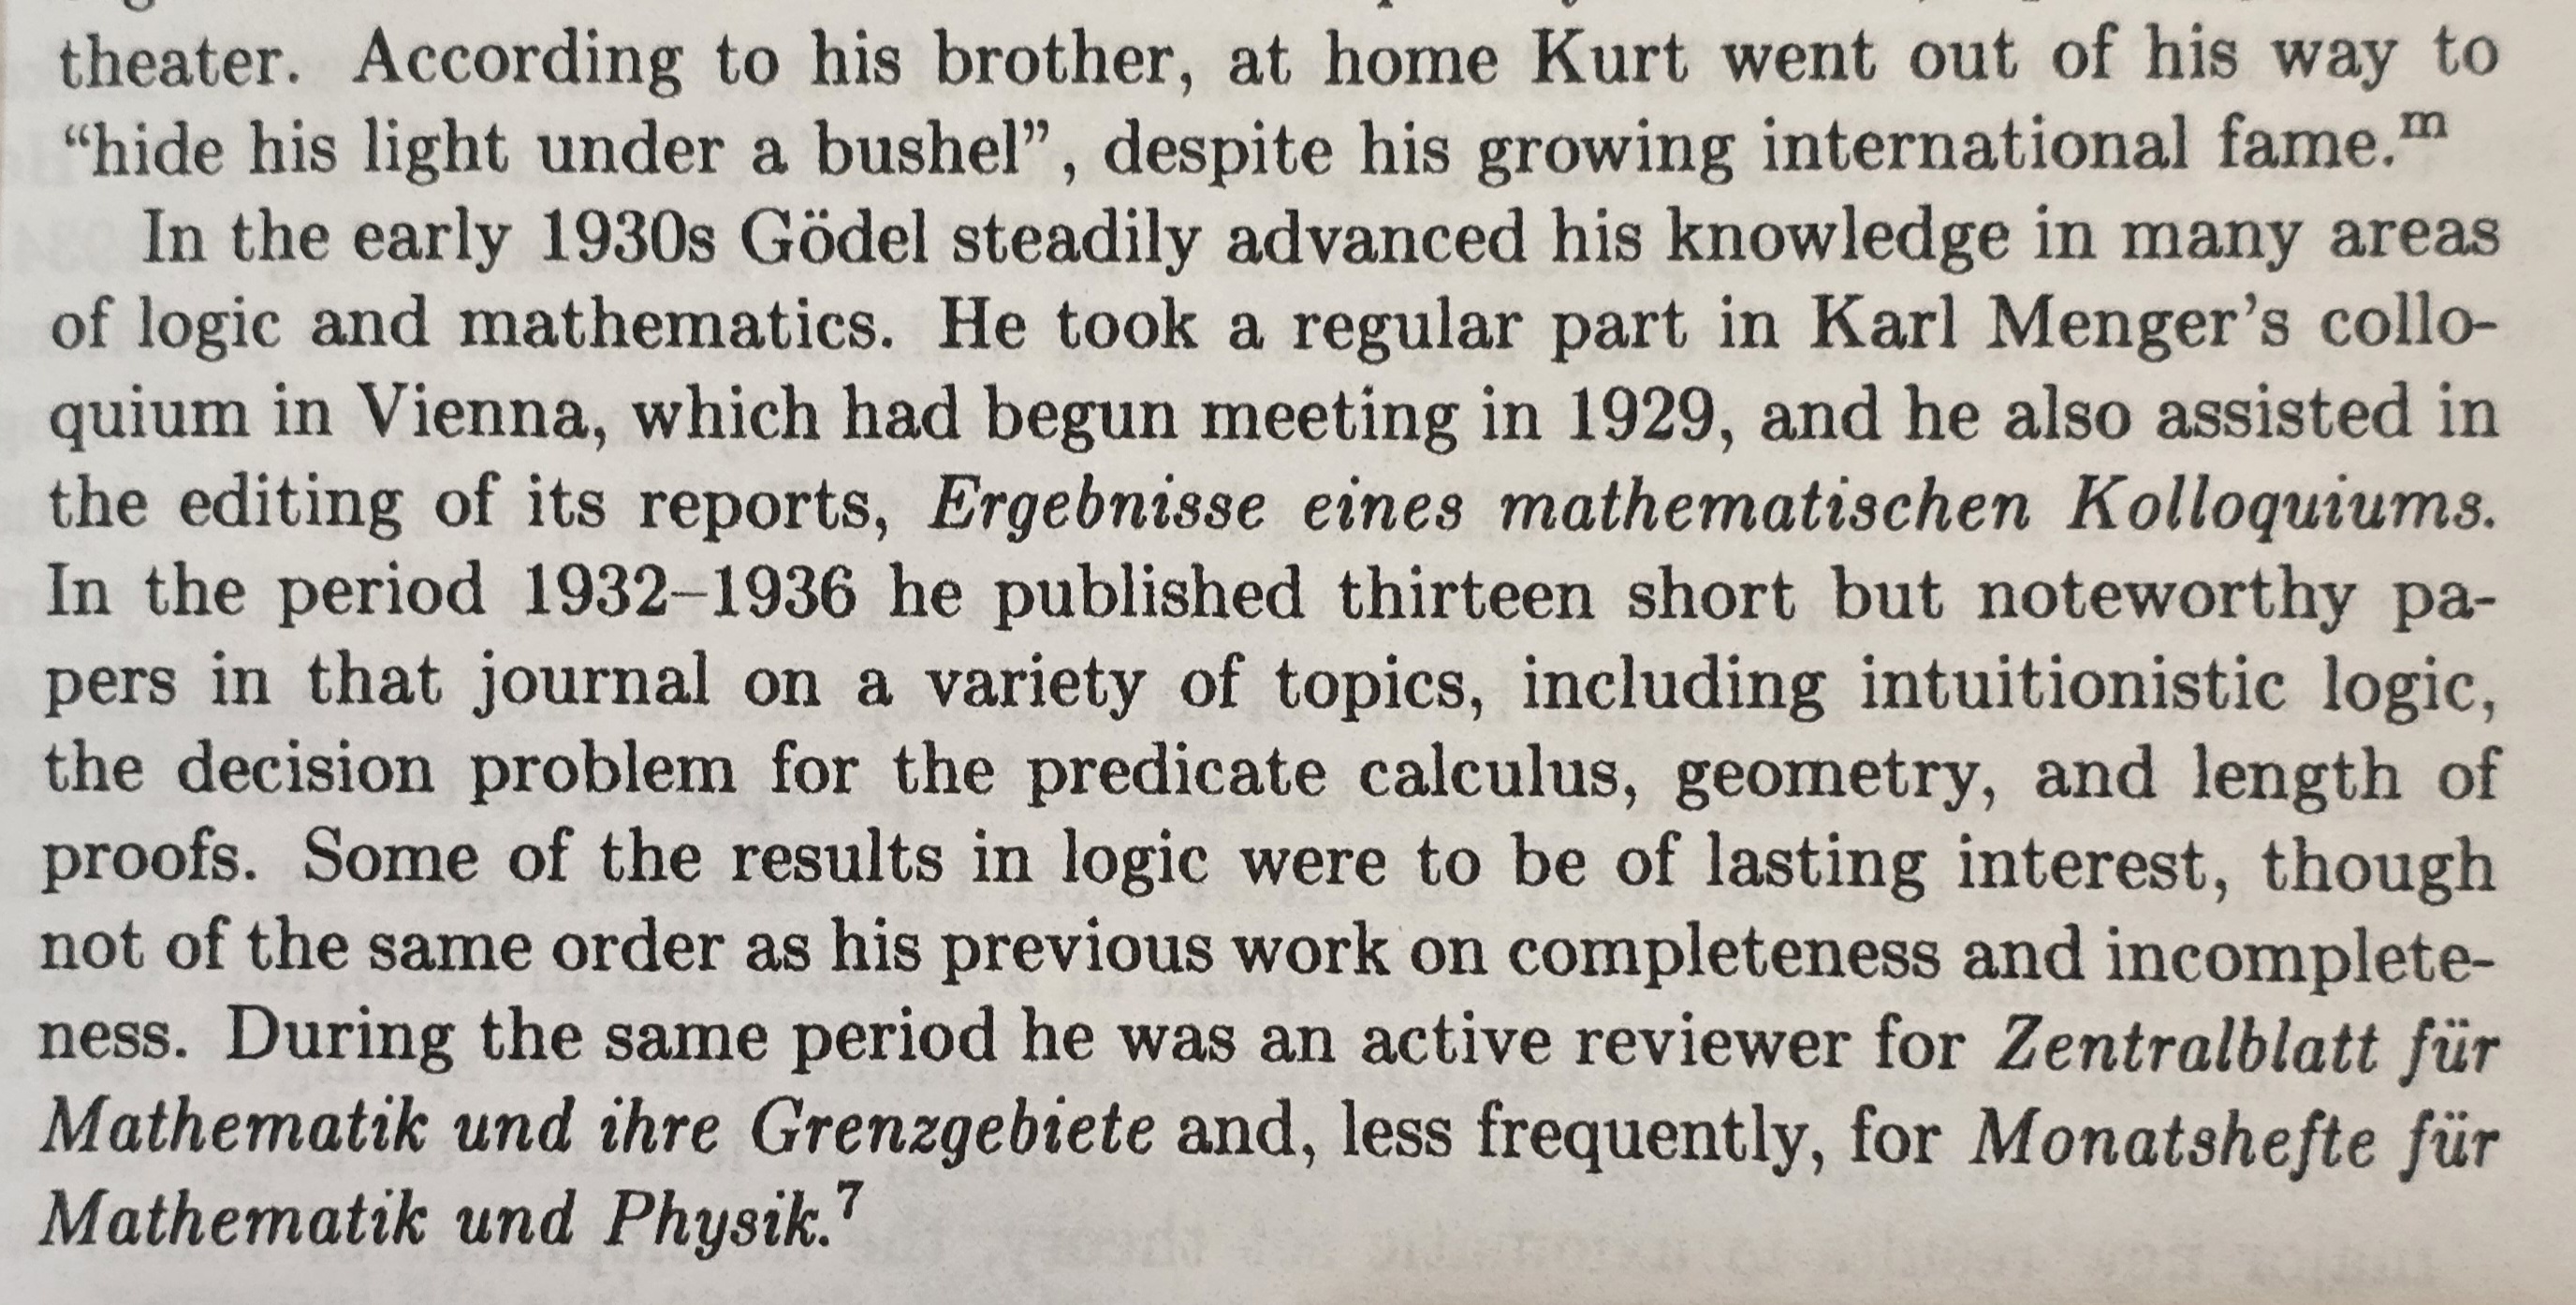 theater. According to his brother, at home Kurt went out of his way to
“hide his light under a bushel”, despite his growing international fame.ᵐ
In the early 1930s Gödel steadily advanced his knowledge in many areas
of logic and mathematics. He took a regular part in Karl Menger’s collo-
quium in Vienna, which had begun meeting in 1929, and he also assisted in
the editing of its reports, Ergebnisse eines mathematischen Kolloquiums.
In the period 1932–1936 he published thirteen short but noteworthy pa-
pers in that journal on a variety of topics, including intuitionistic logic,
the decision problem for the predicate calculus, geometry, and length of
proofs. Some of the results in logic were to be of lasting interest, though
not of the same order as his previous work on completeness and incomplete-
ness. During the same period he was an active reviewer for Zentralblatt für
Mathematik und ihre Grenzgebiete and, less frequently, for Monatshefte für
Mathematik und Physik.⁷